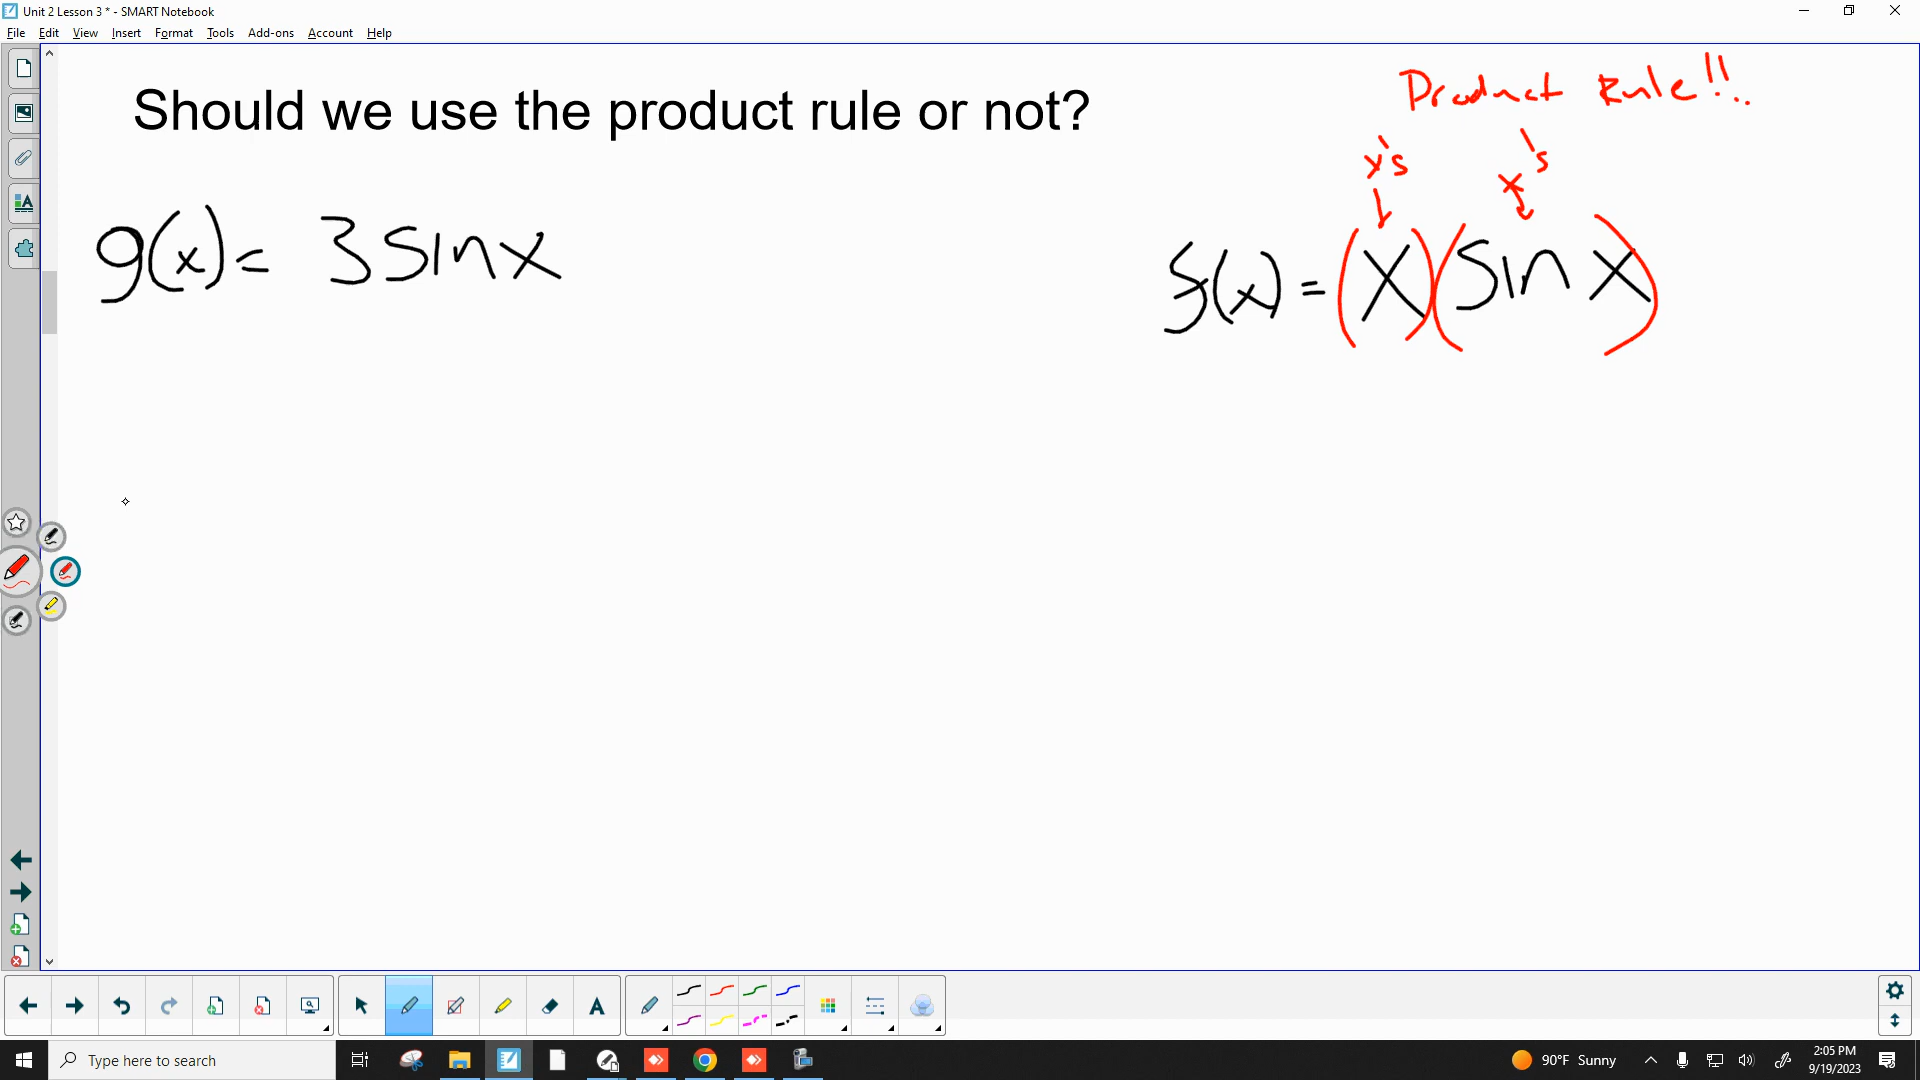 Unit 2 Lesson 3 * - SMART Notebook
File Edit View Insert Format Tools Add-ons Account Help
Product Rule!!
Should we use the product rule or not?
x's x's
g(x) = 3 sin x
f(x) = (x)(sin x)
Type here to search
90°F Sunny
2:05 PM
9/19/2023